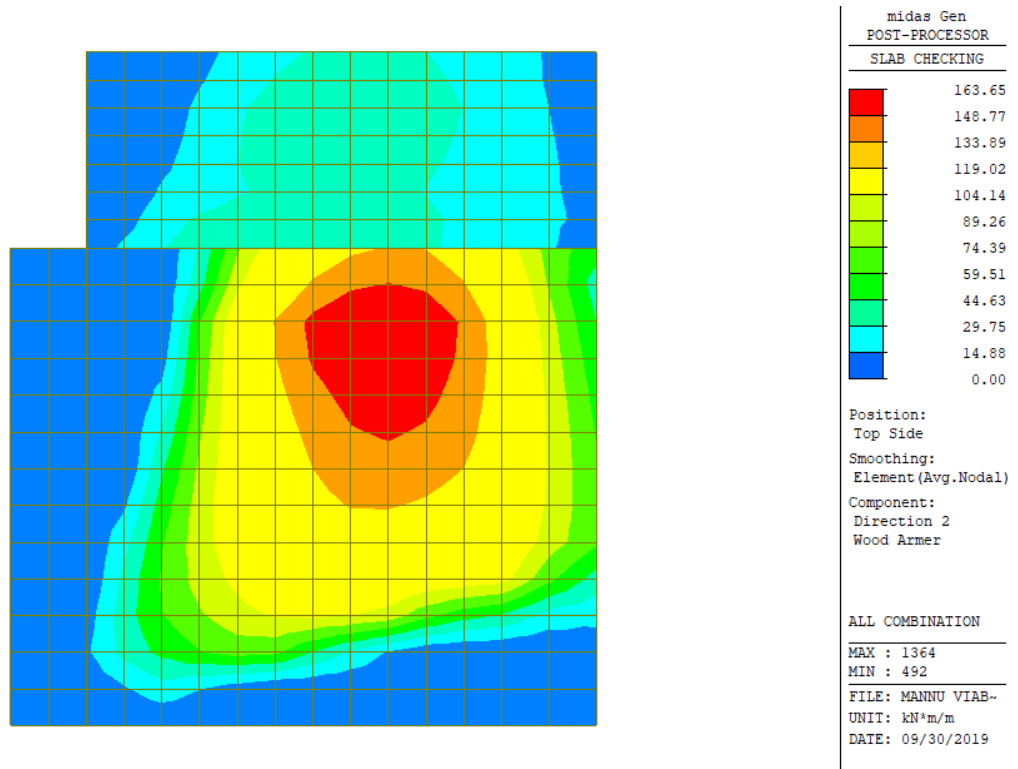 midas Gen
POST-PROCESSOR
SLAB CHECKING
163.65
148.77
133.89
119.02
104.14
89.26
74.39
59.51
44.63
29.75
14.88
0.00
Position:
Top Side
Smoothing:
Element(Avg.Nodal)
Component:
Direction 2
Wood Armer
ALL COMBINATION
MAX : 1364
MIN : 492
FILE: MANNU VIAB~
UNIT: kN*m/m
DATE: 09/30/2019